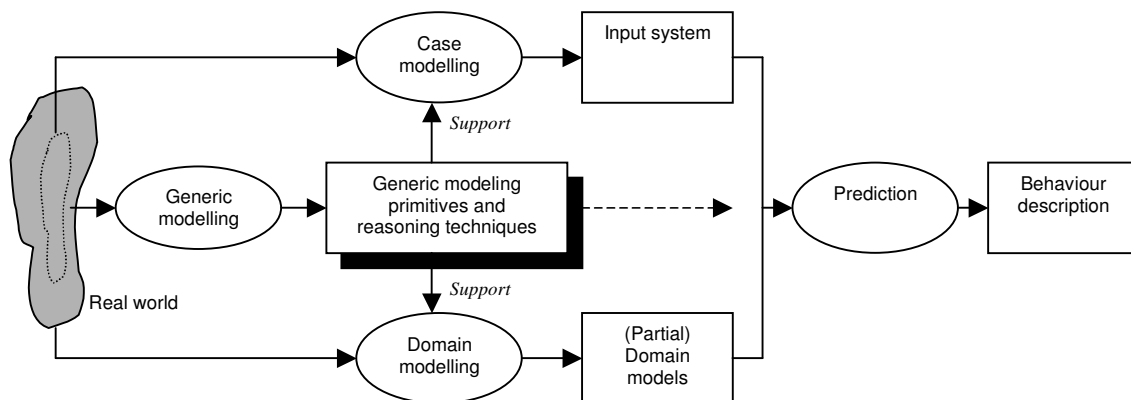 Case
modelling
Input system
Support
Generic
modelling
Generic modeling
primitives and
reasoning techniques
Prediction
Behaviour
description
Support
Real world
Domain
modelling
(Partial)
Domain
models